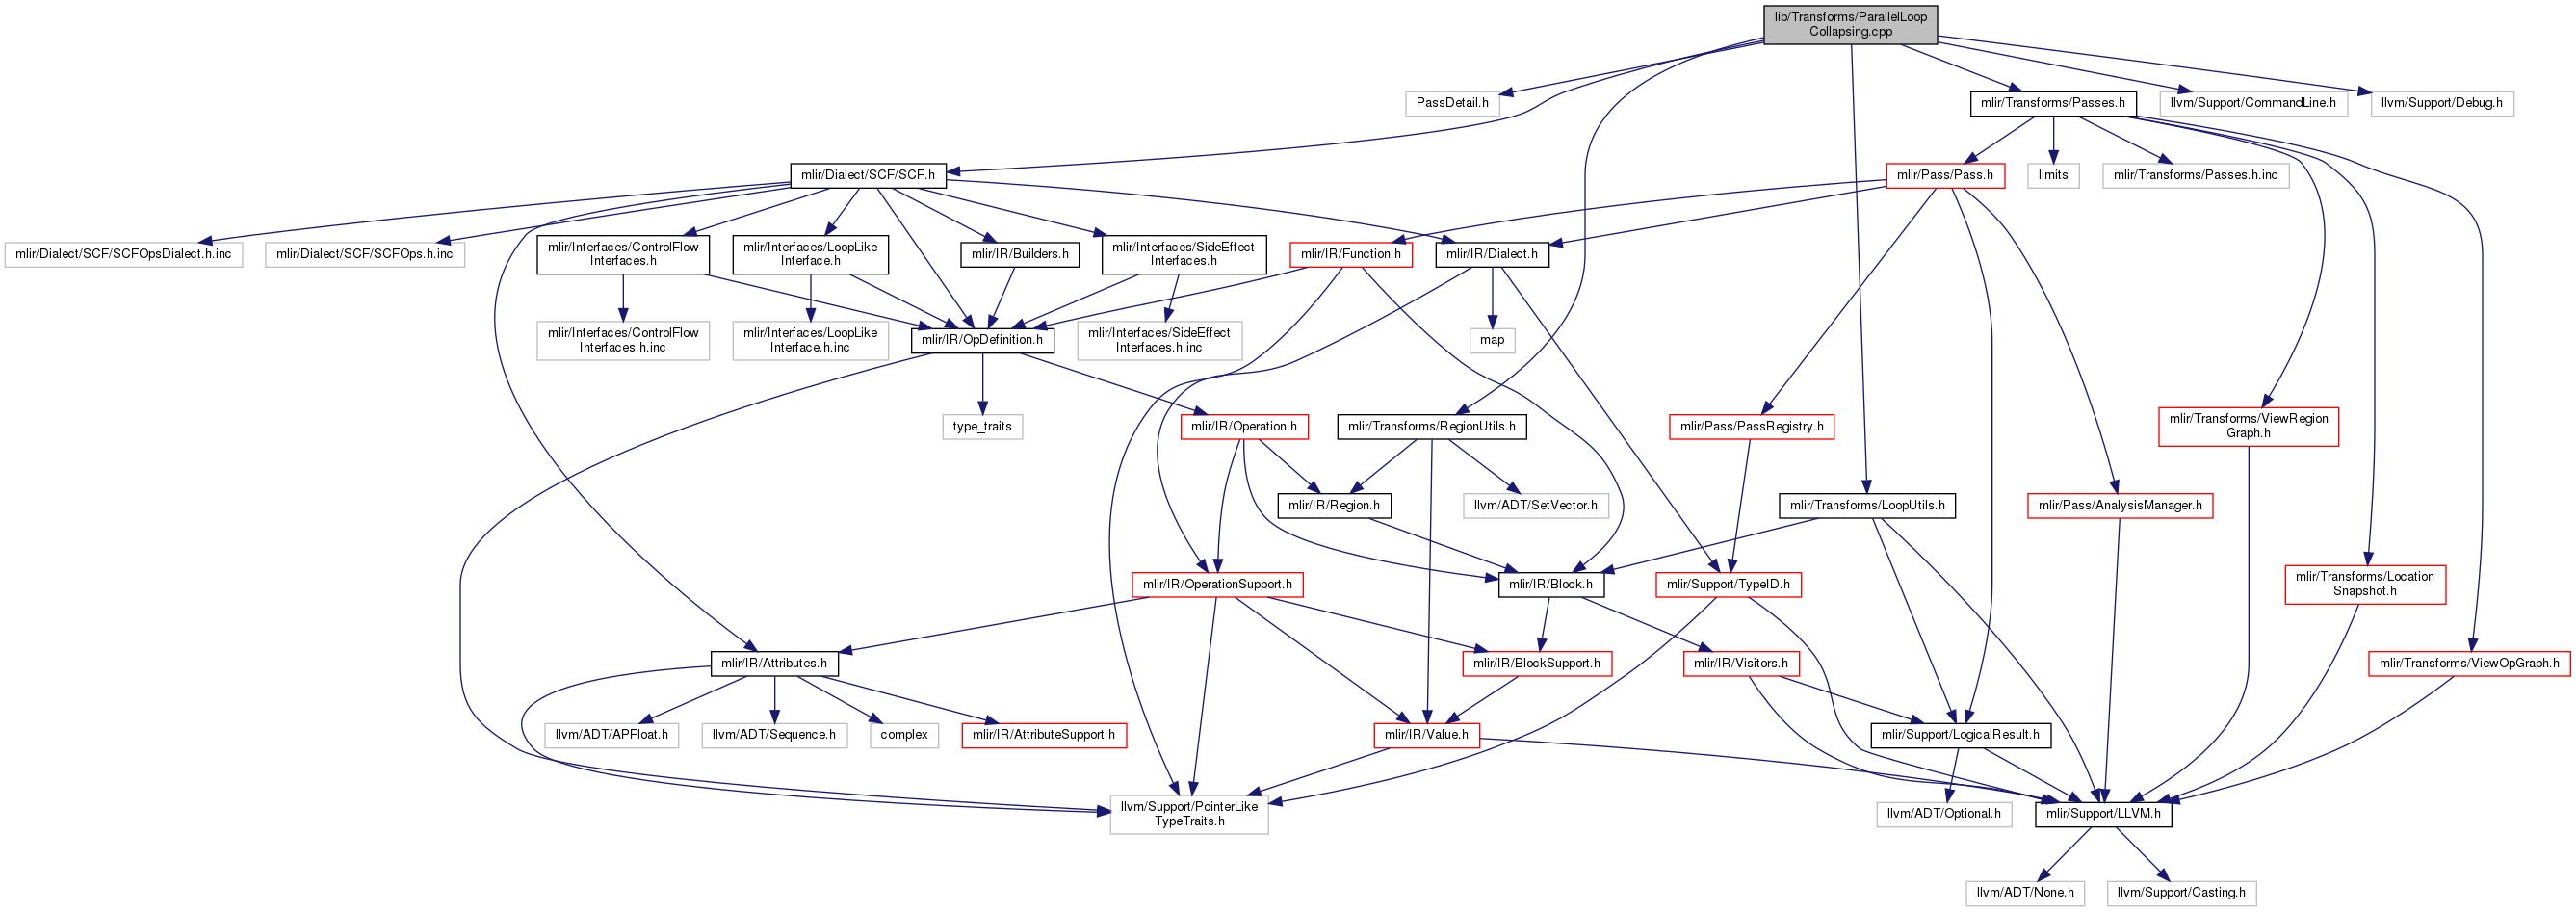 lib/Transforms/ParallelLoop
Collapsing.cpp
PassDetail.h
mlir/Transforms/Passes.h
llvm/Support/CommandLine.h
llvm/Support/Debug.h
mlir/Dialect/SCF/SCF.h
mlir/Pass/Pass.h
limits
mlir/Transforms/Passes.h.inc
mlir/Dialect/SCF/SCFOpsDialect.h.inc
mlir/Dialect/SCF/SCFOps.h.inc
mlir/Interfaces/ControlFlow
Interfaces.h
mlir/Interfaces/LoopLike
Interface.h
mlir/IR/Builders.h
mlir/Interfaces/SideEffect
Interfaces.h
mlir/IR/Function.h
mlir/IR/Dialect.h
mlir/Interfaces/ControlFlow
Interfaces.h.inc
mlir/Interfaces/LoopLike
Interface.h.inc
mlir/IR/OpDefinition.h
mlir/Interfaces/SideEffect
Interfaces.h.inc
map
type_traits
mlir/IR/Operation.h
mlir/Transforms/RegionUtils.h
mlir/Pass/PassRegistry.h
mlir/Transforms/ViewRegion
Graph.h
mlir/IR/Region.h
llvm/ADT/SetVector.h
mlir/Transforms/LoopUtils.h
mlir/Pass/AnalysisManager.h
mlir/IR/OperationSupport.h
mlir/IR/Block.h
mlir/Support/TypeID.h
mlir/Transforms/Location
Snapshot.h
mlir/IR/Attributes.h
mlir/IR/BlockSupport.h
mlir/IR/Visitors.h
mlir/Transforms/ViewOpGraph.h
llvm/ADT/APFloat.h
llvm/ADT/Sequence.h
complex
mlir/IR/AttributeSupport.h
mlir/IR/Value.h
mlir/Support/LogicalResult.h
llvm/Support/PointerLike
TypeTraits.h
llvm/ADT/Optional.h
mlir/Support/LLVM.h
llvm/ADT/None.h
llvm/Support/Casting.h